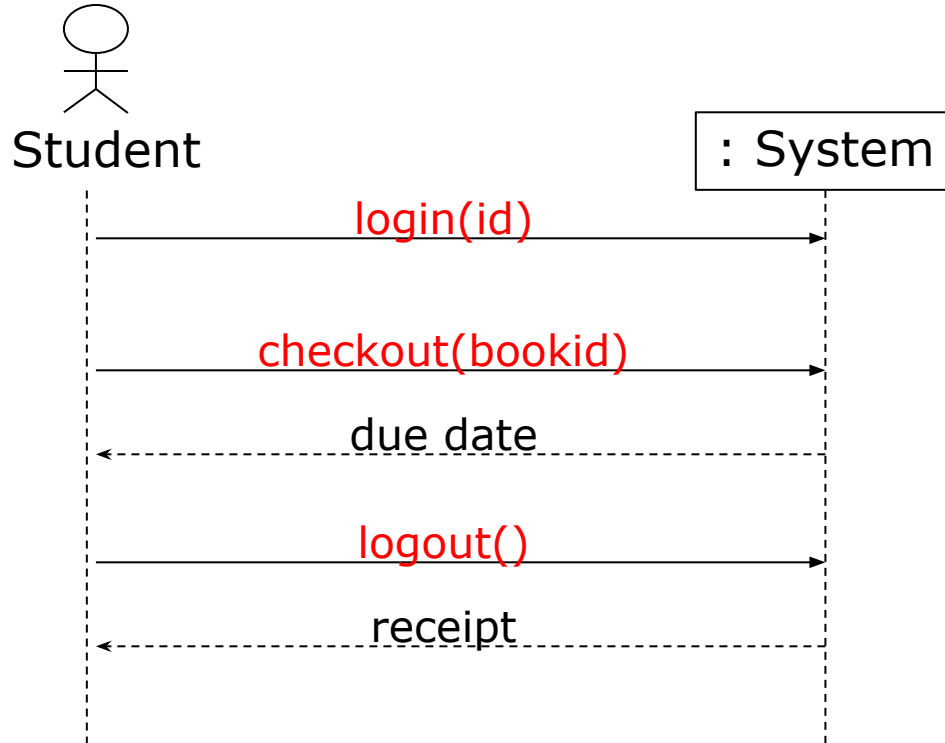 Student
: System
login(id)
checkout(bookid)
due date
logout()
receipt